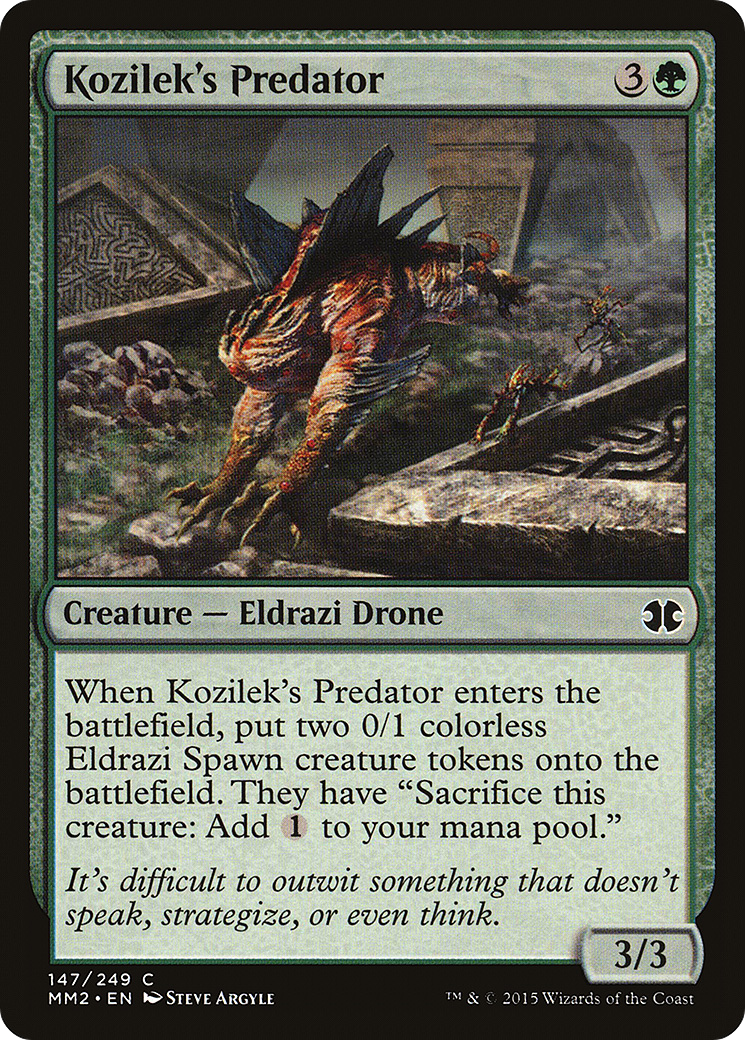 Kozilek's Predator 3
Creature — Eldrazi Drone
When Kozilek's Predator enters the
battlefield, put two 0/1 colorless
Eldrazi Spawn creature tokens onto the
battlefield. They have “Sacrifice this
creature: Add 1 to your mana pool.”
It's difficult to outwit something that doesn't
speak, strategize, or even think.
3/3
147/249 C
MM2 • EN Steve Argyle
™ & © 2015 Wizards of the Coast